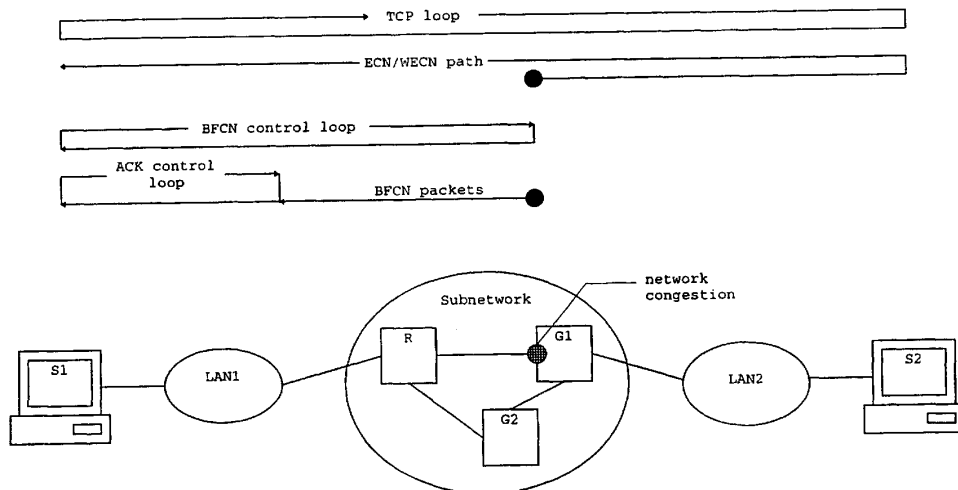 TCP loop
ECN/WECN path
BFCN control loop
ACK control
loop
BFCN packets
network
congestion
Subnetwork
R
G1
S1
LAN1
LAN2
S2
G2